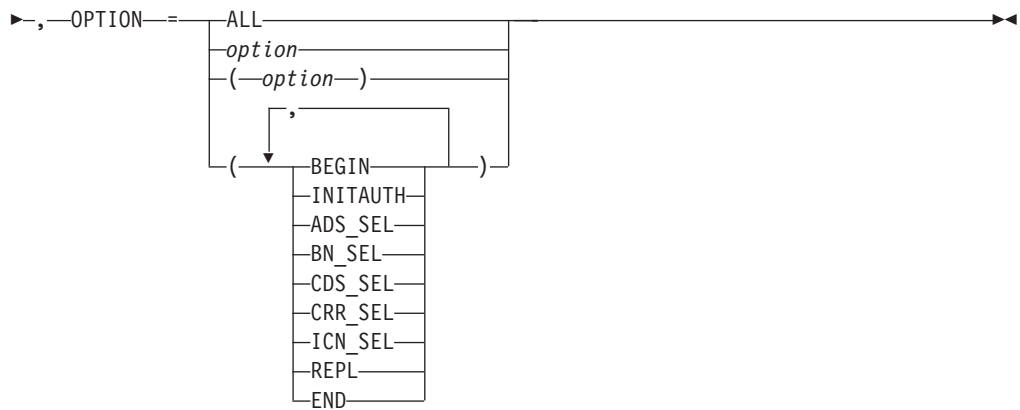 , OPTION = ALL
option
( option )
,
( BEGIN )
INITAUTH
ADS_SEL
BN_SEL
CDS_SEL
CRR_SEL
ICN_SEL
REPL
END